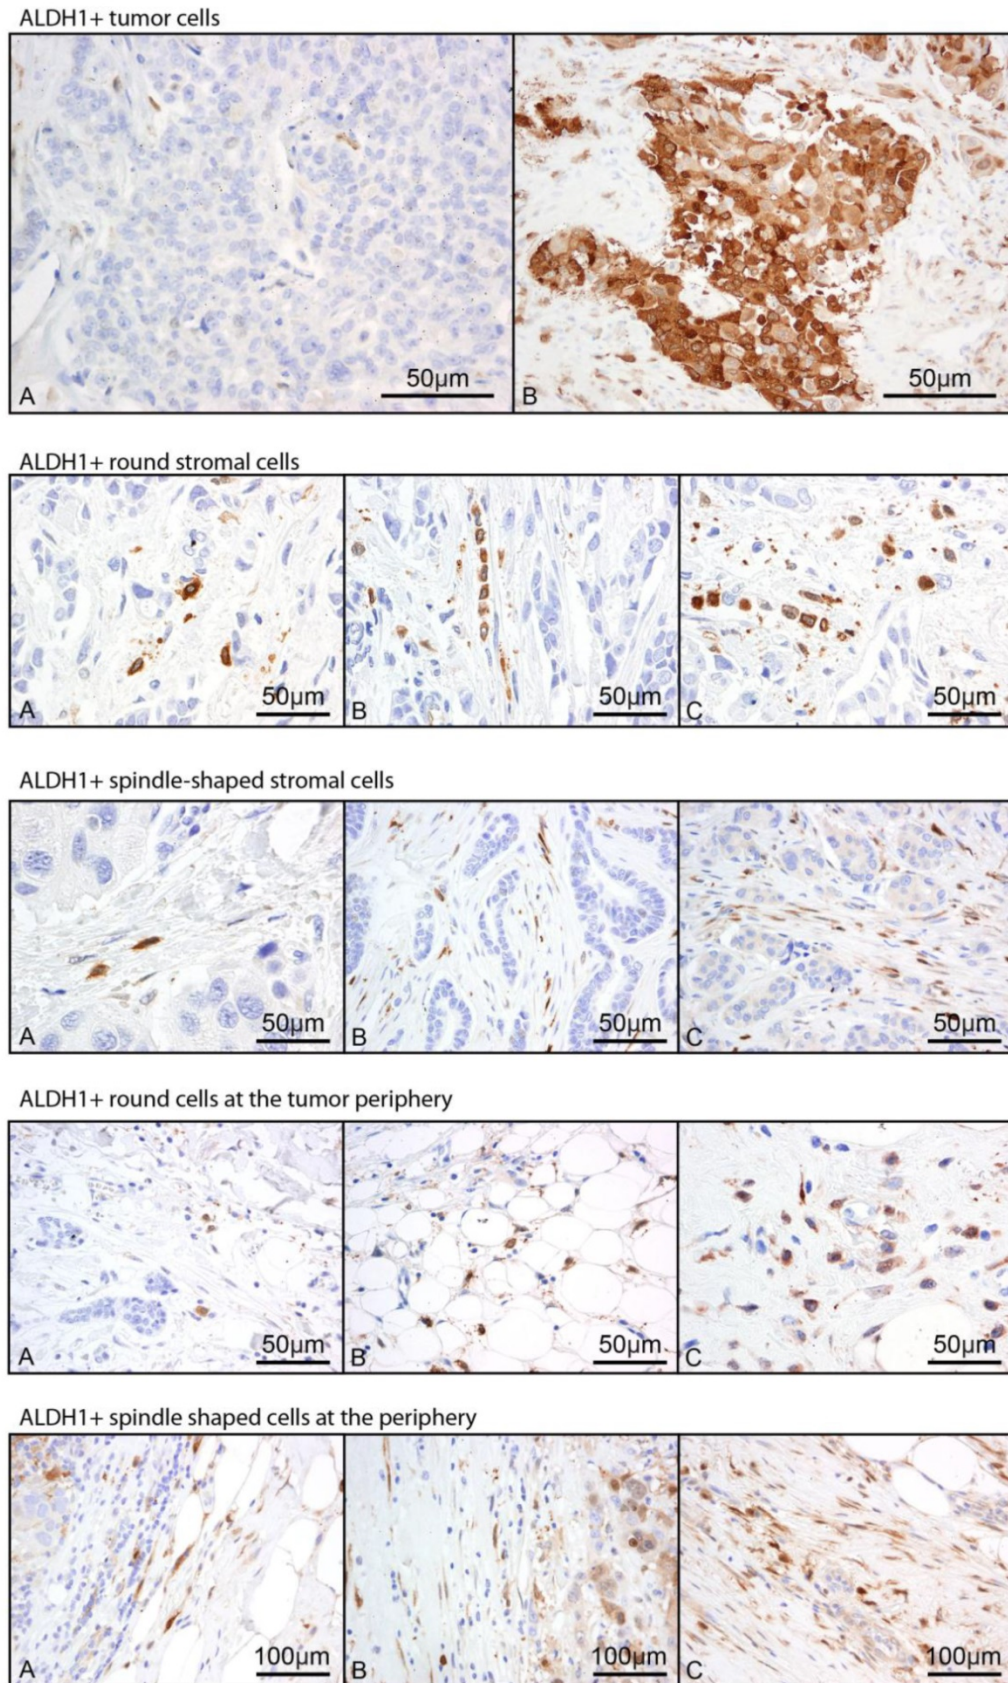 ALDH1+ tumor cells
50µm 50µm
A B
ALDH1+ round stromal cells
50µm 50µm 50µm
A B C
ALDH1+ spindle-shaped stromal cells
50µm 50µm 50µm
A B C
ALDH1+ round cells at the tumor periphery
50µm 50µm 50µm
A B C
ALDH1+ spindle shaped cells at the periphery
100µm 100µm 100µm
A B C